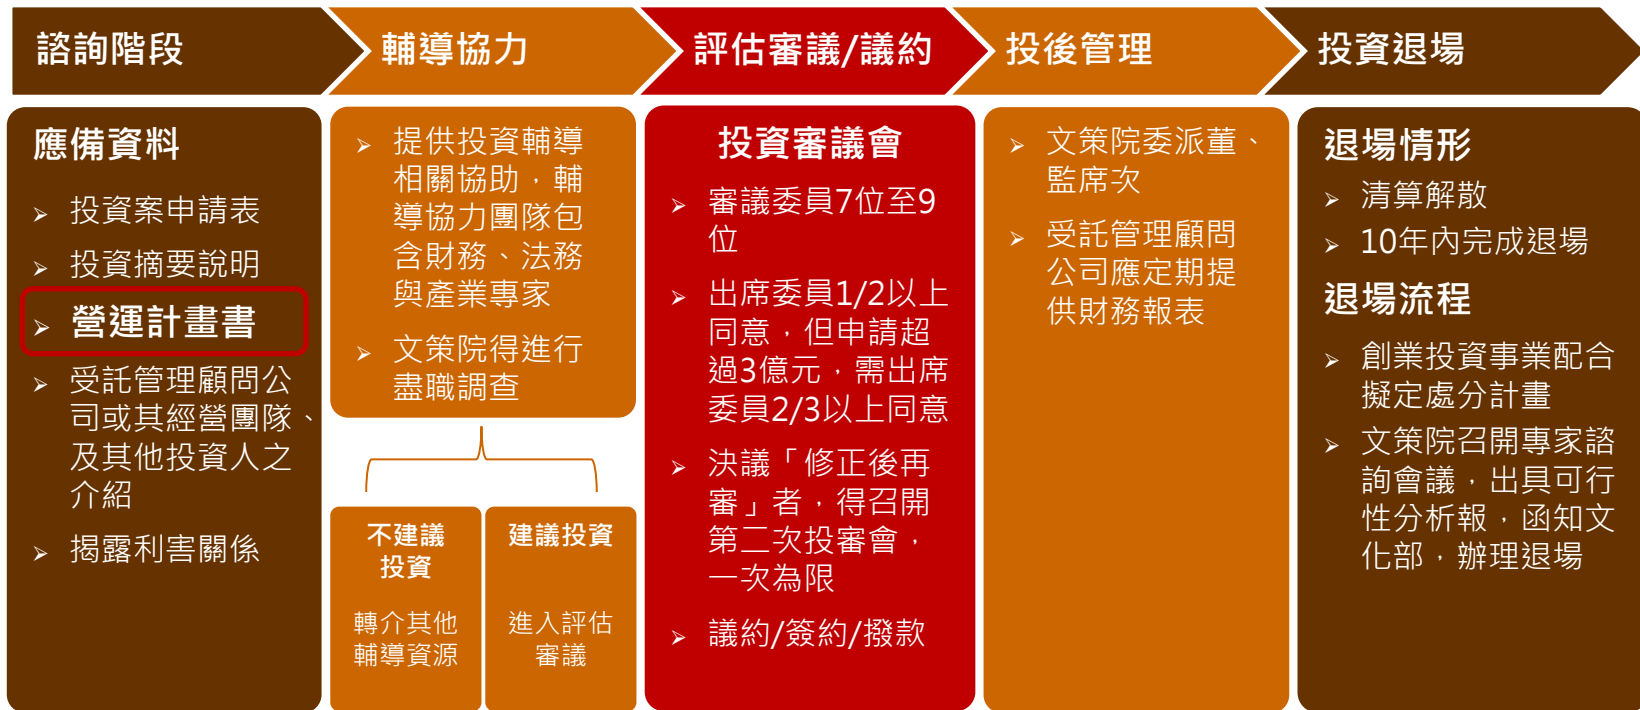 諮詢階段
輔導協力
評估審議/議約
投後管理
投資退場
應備資料
投資案申請表
投資摘要說明
營運計畫書
受託管理顧問公
司或其經營團隊、
及其他投資人之
介紹
揭露利害關係
提供投資輔導
相關協助，輔
導協力團隊包
含財務、法務
與產業專家
文策院得進行
盡職調查
不建議
投資
轉介其他
輔導資源
建議投資
進入評估
審議
投資審議會
審議委員7位至9
位
出席委員1/2以上
同意，但申請超
過3億元，需出席
委員2/3以上同意
決議「修正後再
審」者，得召開
第二次投審會，
一次為限
議約/簽約/撥款
文策院委派董、
監席次
受託管理顧問
公司應定期提
供財務報表
退場情形
清算解散
10年內完成退場
退場流程
創業投資事業配合
擬定處分計畫
文策院召開專家諮
詢會議，出具可行
性分析報，函知文
化部，辦理退場